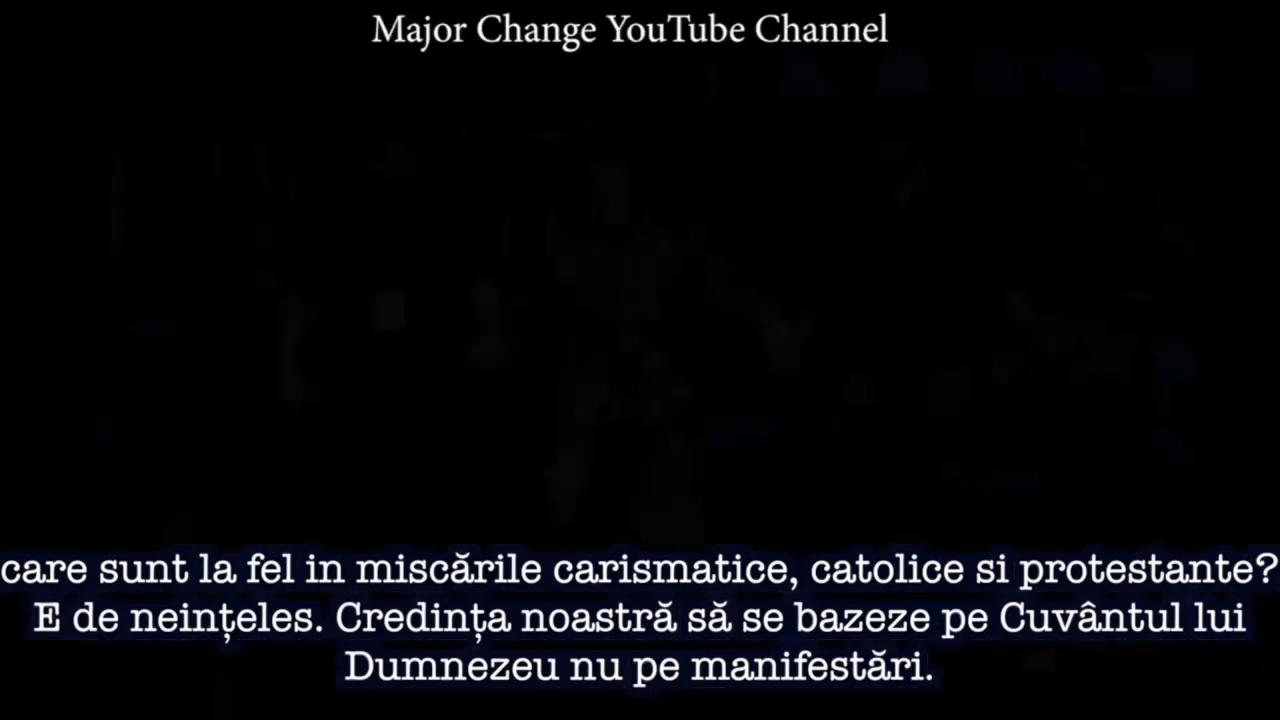 Major Change YouTube Channel
care sunt la fel in miscările carismatice, catolice si protestante?
E de neințeles. Credința noastră să se bazeze pe Cuvântul lui
Dumnezeu nu pe manifestări.